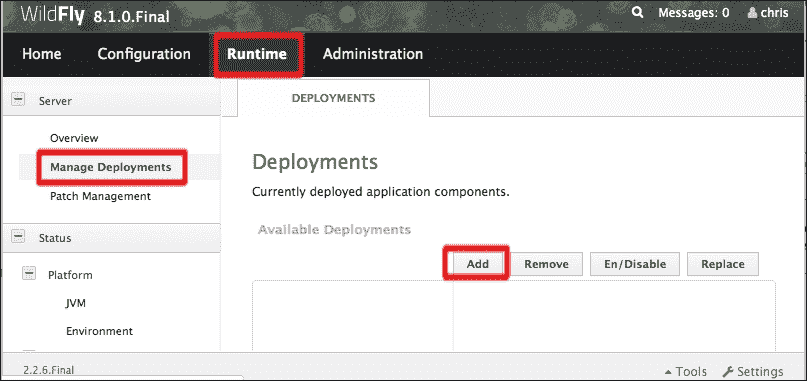 WildFly 8.1.0.Final Messages: 0 chris
Home Configuration Runtime Administration
Server
DEPLOYMENTS
Overview
Manage Deployments
Patch Management
Deployments
Currently deployed application components.
Available Deployments
Add Remove En/Disable Replace
Status
Platform
JVM
Environment
2.2.6.Final Tools Settings